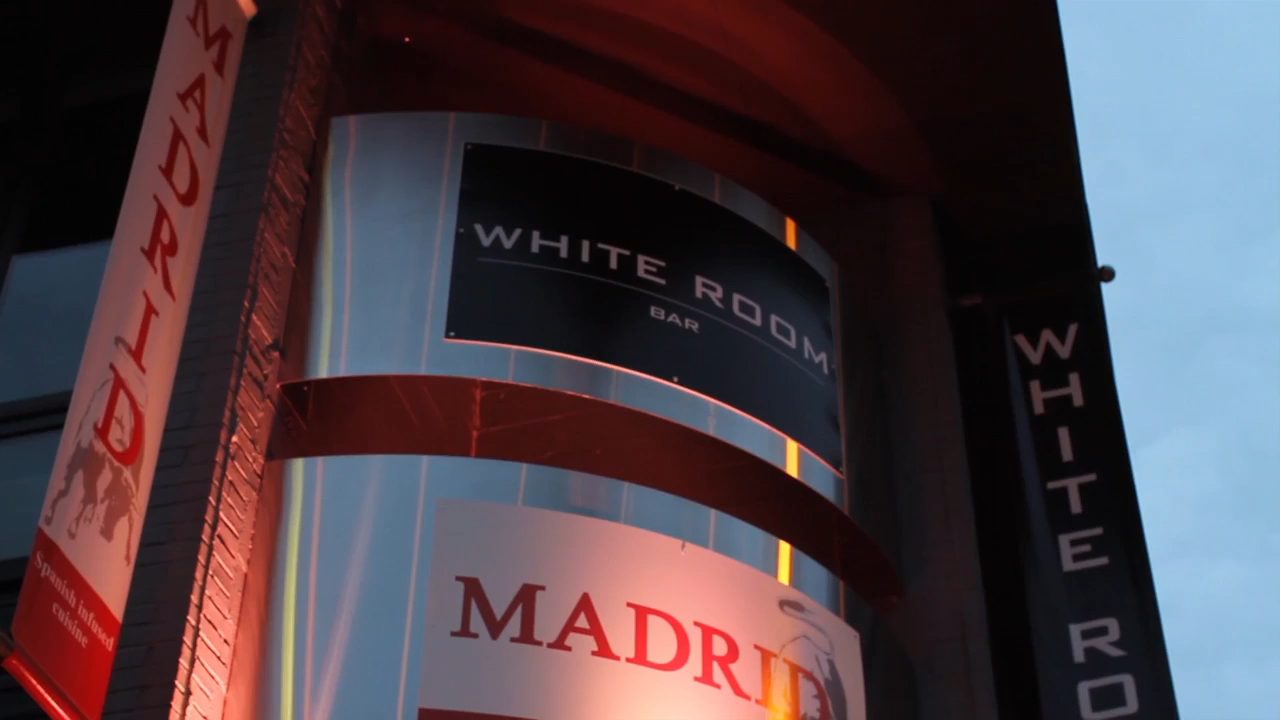 MADRID
Spanish infused
cuisine
WHITE ROOM
BAR
MADRID
WHITE RO